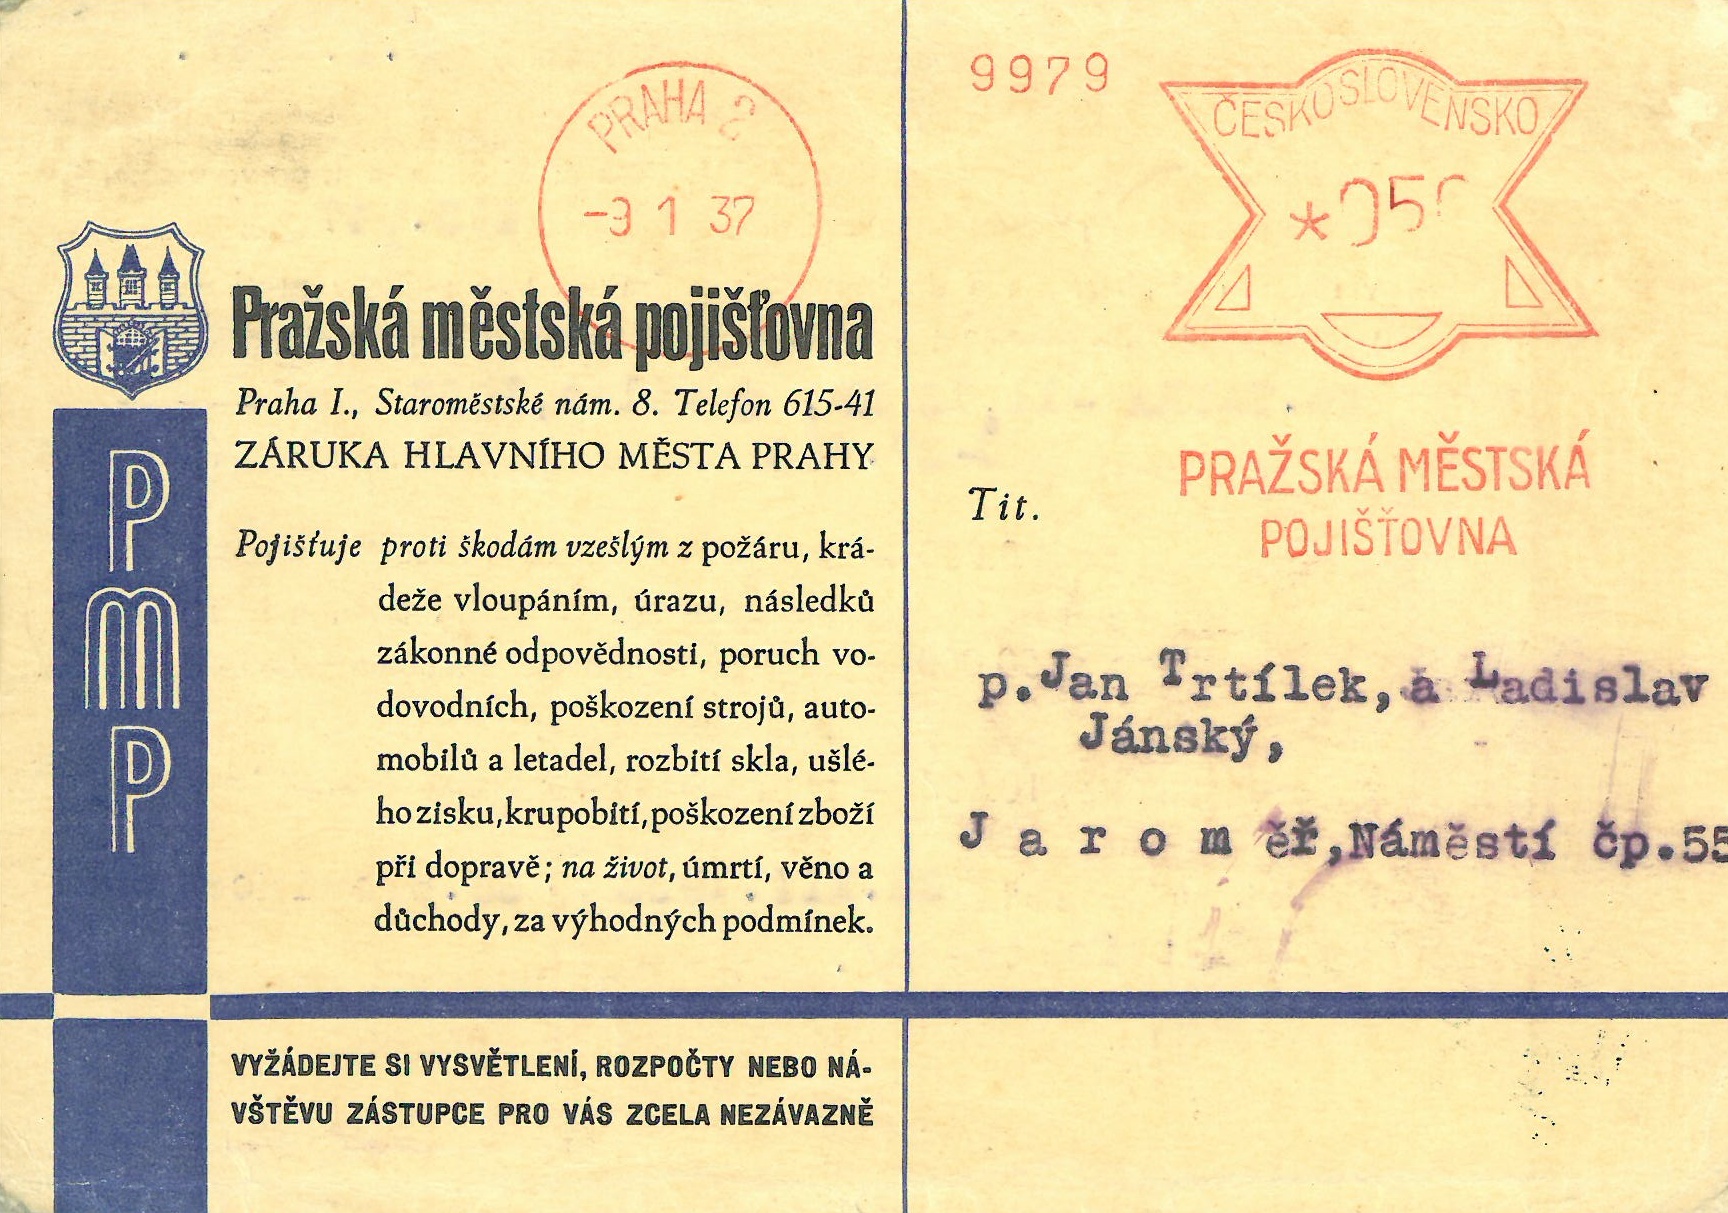 PRAHA 2
-9 1 37
Pražská městská pojišťovna
Praha I., Staroměstské nám. 8. Telefon 615-41
ZÁRUKA HLAVNÍHO MĚSTA PRAHY
PMP
Pojišťuje proti škodám vzešlým z požáru, krá-
deže vloupáním, úrazu, následků
zákonné odpovědnosti, poruch vo-
dovodních, poškození strojů, auto-
mobilů a letadel, rozbití skla, ušlé-
ho zisku, krupobití, poškození zboží
při dopravě; na život, úmrtí, věno a
důchody, za výhodných podmínek.
VYŽÁDEJTE SI VYSVĚTLENÍ, ROZPOČTY NEBO NÁ-
VŠTĚVU ZÁSTUPCE PRO VÁS ZCELA NEZÁVAZNĚ
9979
ČESKOSLOVENSKO
PRAŽSKÁ MĚSTSKÁ
POJIŠŤOVNA
Tit.
p.Jan Trtílek, a Ladislav
Jánský,
J a r o m ěř,Náměstí čp.55